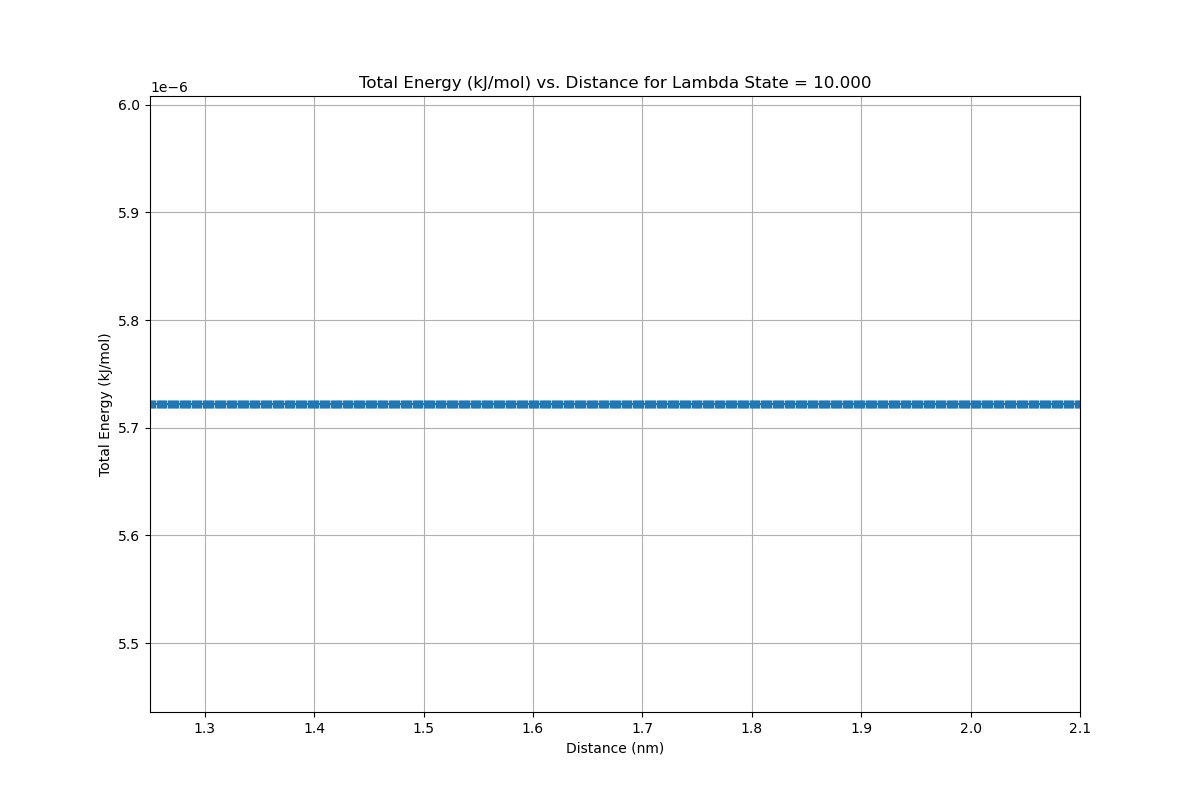 Total Energy (kJ/mol) vs. Distance for Lambda State = 10.000
1e−6
6.0
5.9
5.8
5.7
5.6
5.5
Total Energy (kJ/mol)
1.3 1.4 1.5 1.6 1.7 1.8 1.9 2.0 2.1
Distance (nm)